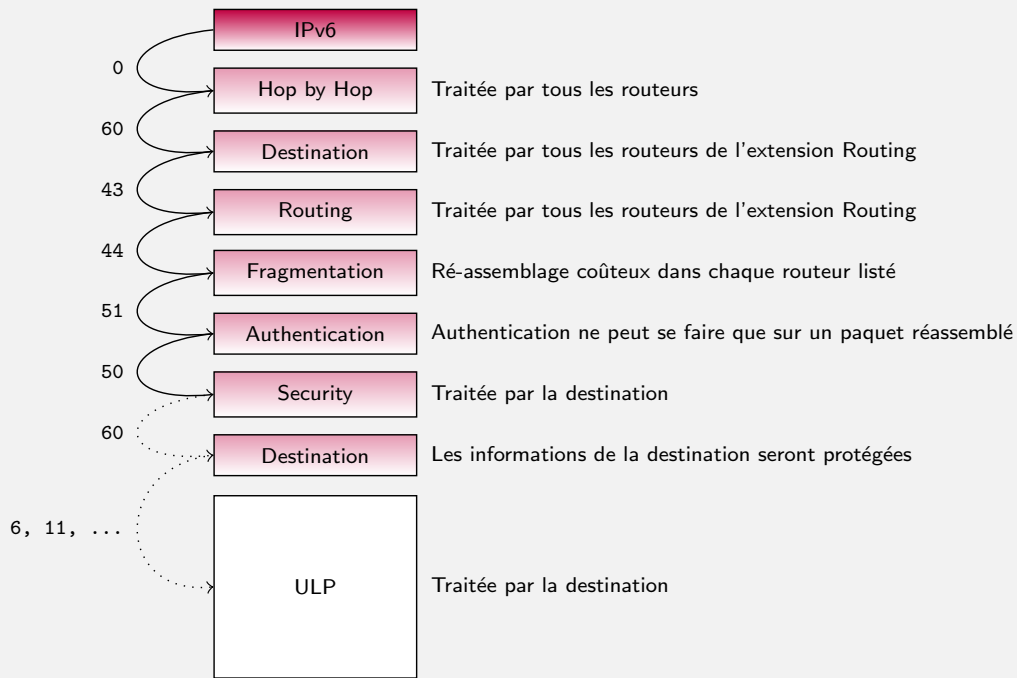 IPv6
0
Hop by Hop Traitée par tous les routeurs
60
Destination Traitée par tous les routeurs de l'extension Routing
43
Routing Traitée par tous les routeurs de l'extension Routing
44
Fragmentation Ré-assemblage coûteux dans chaque routeur listé
51
Authentication Authentication ne peut se faire que sur un paquet réassemblé
50
Security Traitée par la destination
60
Destination Les informations de la destination seront protégées
6, 11, ...
ULP Traitée par la destination